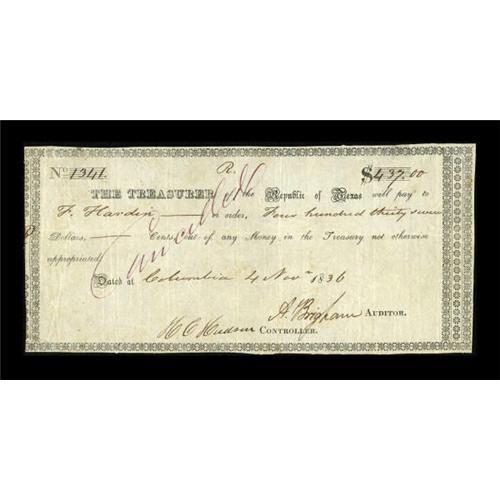 No. 1341. R. $437.00
THE TREASURER of the Republic of Texas will pay to
F. Harden or order, Four hundred thirty seven
Dollars, Cents out of any Money in the Treasury not otherwise
appropriated.
Cancelled
Dated at Columbia 4 Novr 1836
A. Brigham AUDITOR.
H C Hudson CONTROLLER.